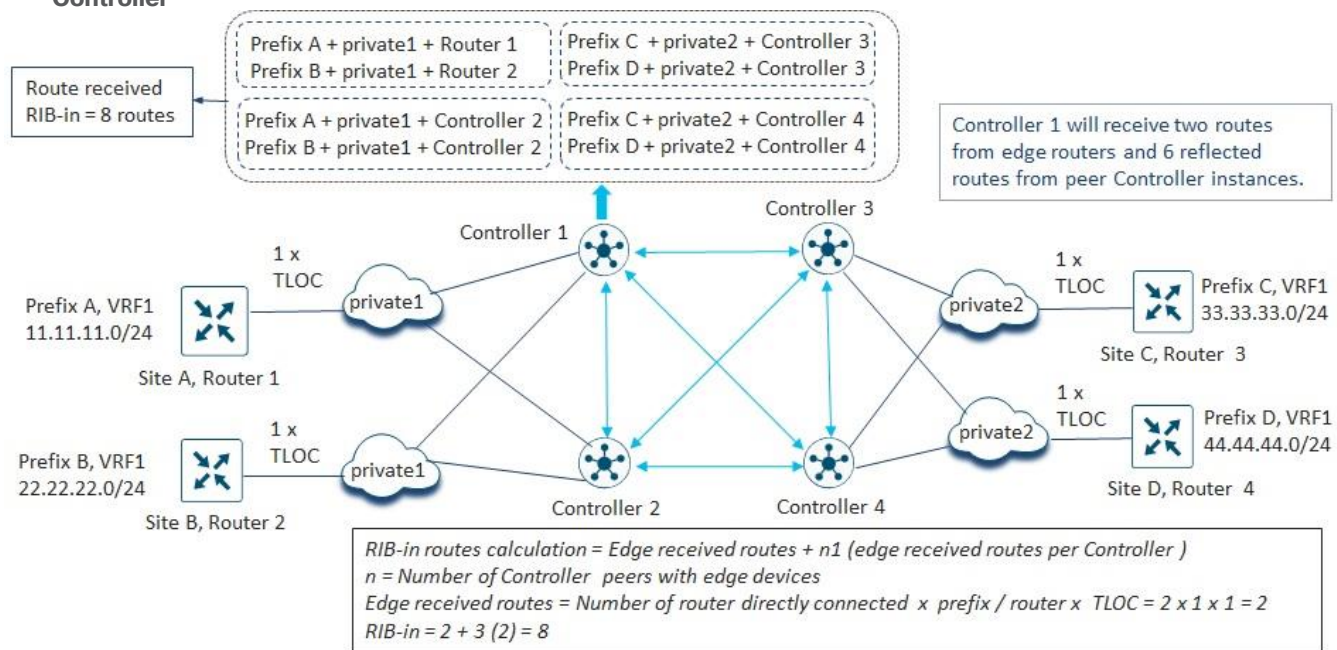 Controller
Prefix A + private1 + Router 1
Prefix B + private1 + Router 2
Prefix C + private2 + Controller 3
Prefix D + private2 + Controller 3
Prefix A + private1 + Controller 2
Prefix B + private1 + Controller 2
Prefix C + private2 + Controller 4
Prefix D + private2 + Controller 4
Route received
RIB-in = 8 routes
Controller 1 will receive two routes
from edge routers and 6 reflected
routes from peer Controller instances.
Controller 1
Controller 3
1 x
TLOC
private1
Prefix A, VRF1
11.11.11.0/24
Site A, Router 1
1 x
TLOC
private2
Prefix C, VRF1
33.33.33.0/24
Site C, Router 3
1 x
TLOC
private1
Prefix B, VRF1
22.22.22.0/24
Site B, Router 2
1 x
TLOC
private2
Prefix D, VRF1
44.44.44.0/24
Site D, Router 4
Controller 2
Controller 4
RIB-in routes calculation = Edge received routes + n1 (edge received routes per Controller )
n = Number of Controller peers with edge devices
Edge received routes = Number of router directly connected x prefix / router x TLOC = 2 x 1 x 1 = 2
RIB-in = 2 + 3 (2) = 8